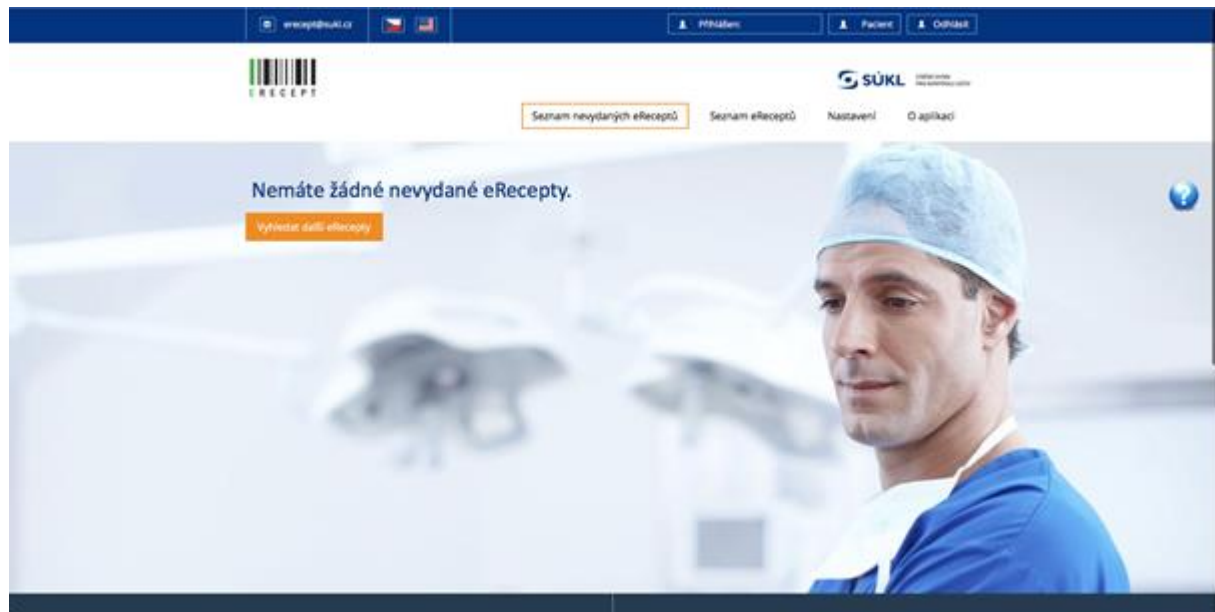 erecept@sukl.cz
Přihlášen:
Pacient
Odhlásit
ERECEPT
SÚKL
Seznam nevydaných eReceptů
Seznam eReceptů
Nastavení
O aplikaci
Nemáte žádné nevydané eRecepty.
Vyhledat další eRecepty
?